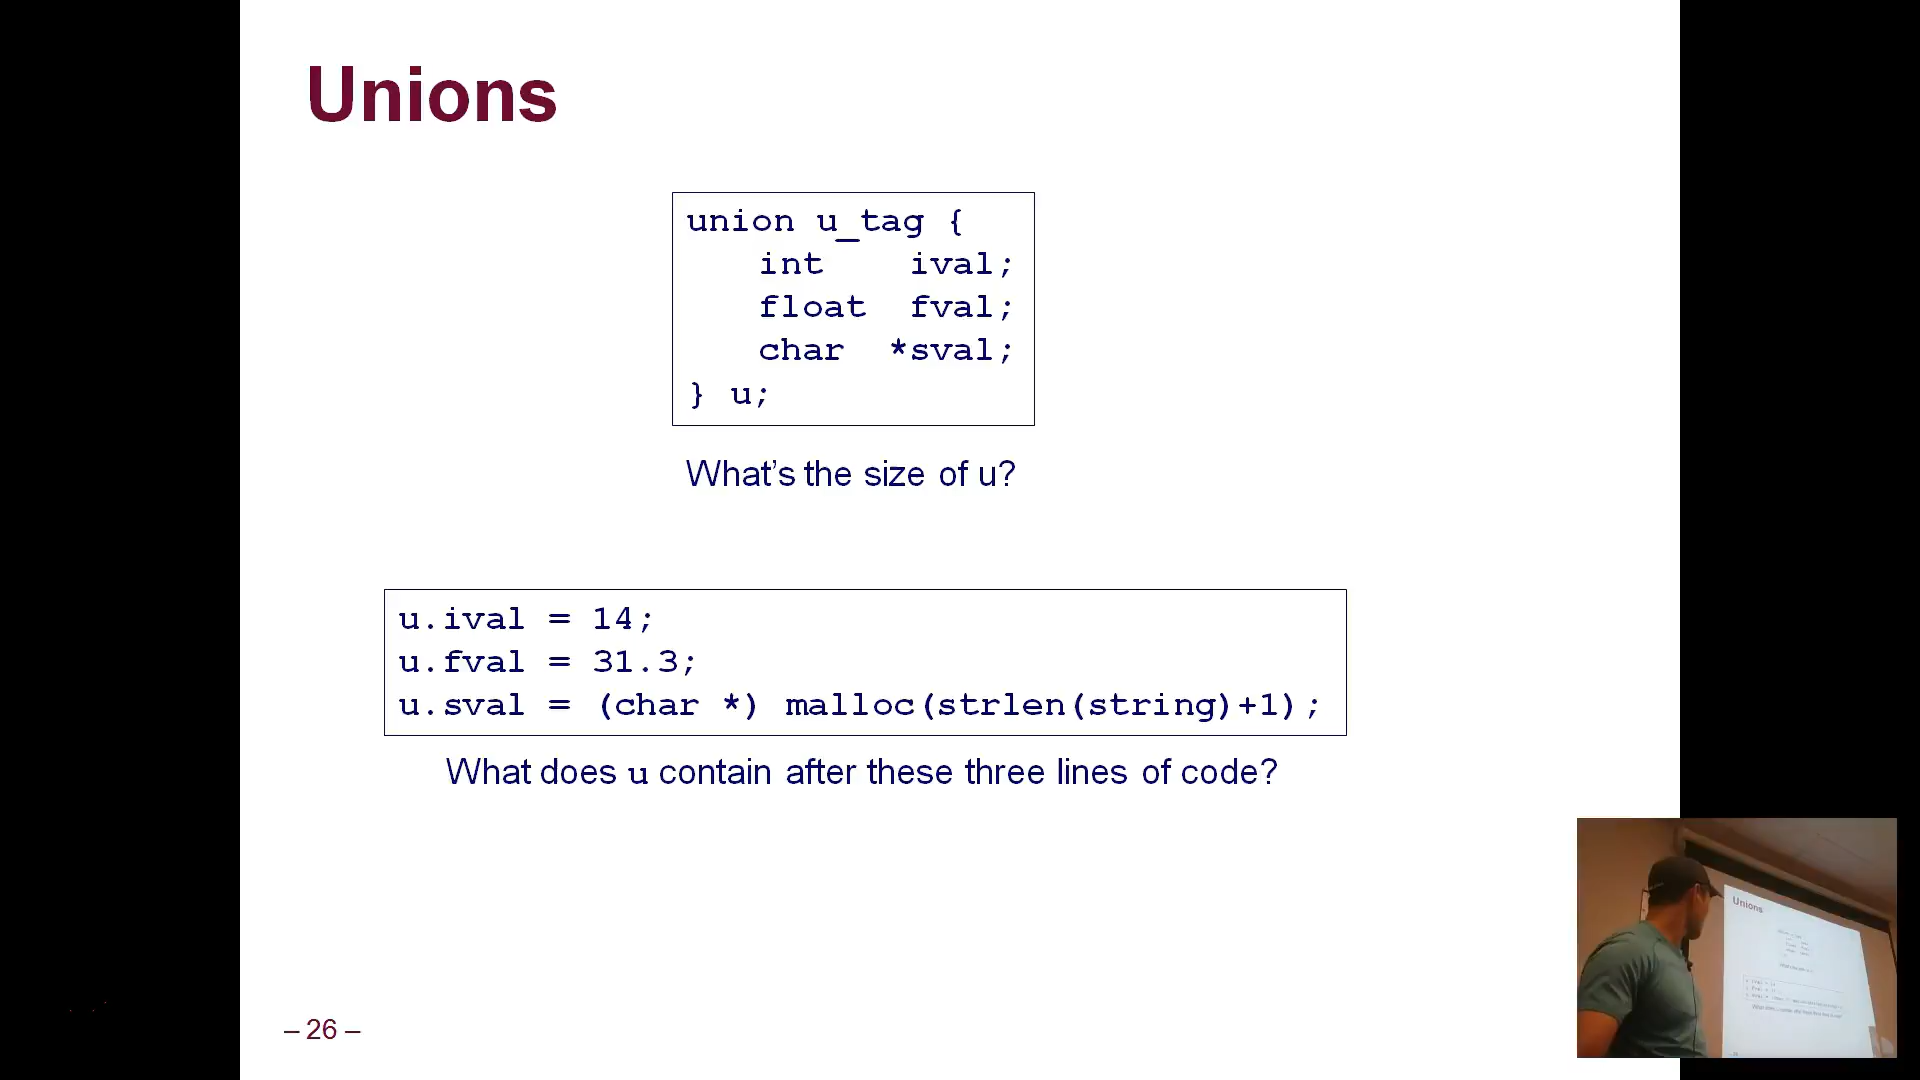 Unions
union u_tag {
int ival;
float fval;
char *sval;
} u;
What's the size of u?
u.ival = 14;
u.fval = 31.3;
u.sval = (char *) malloc(strlen(string)+1);
What does u contain after these three lines of code?
– 26 –
Unions